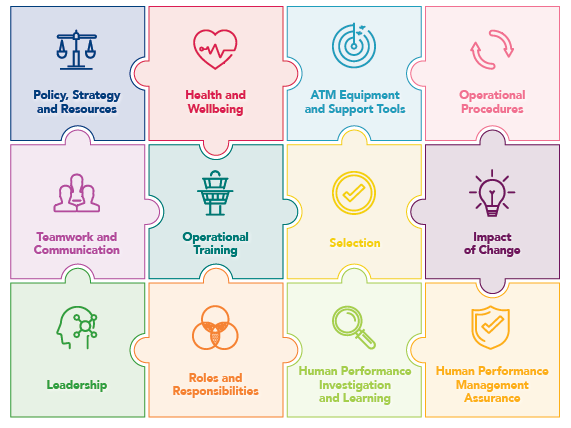 Policy, Strategy
and Resources
Health and
Wellbeing
ATM Equipment
and Support Tools
Operational
Procedures
Teamwork and
Communication
Operational
Training
Selection
Impact
of Change
Leadership
Roles and
Responsibilities
Human Performance
Investigation
and Learning
Human Performance
Management
Assurance